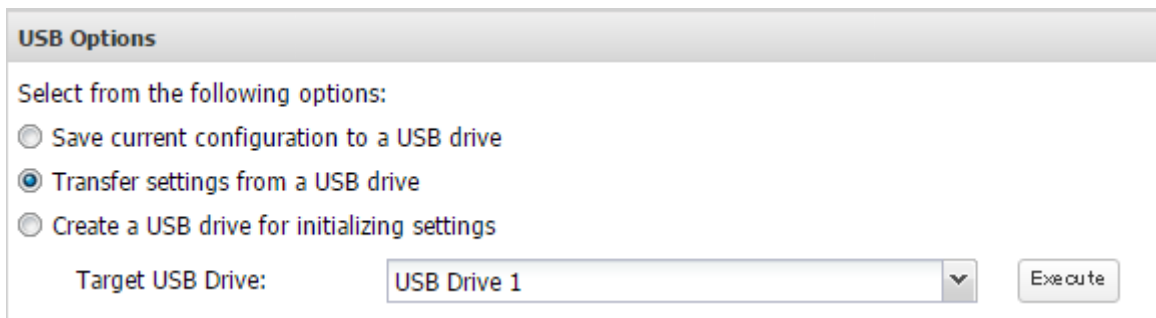 USB Options
Select from the following options:
Save current configuration to a USB drive
Transfer settings from a USB drive
Create a USB drive for initializing settings
Target USB Drive: USB Drive 1 Execute